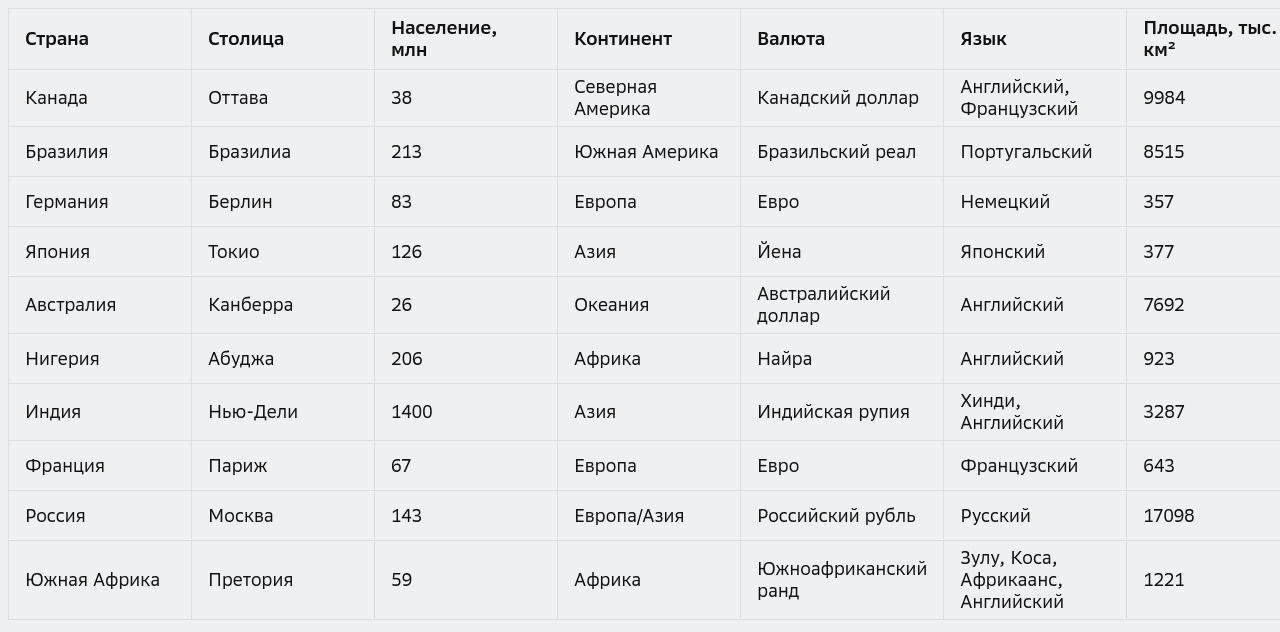 Страна Столица Население, млн Континент Валюта Язык Площадь, тыс. км²
Канада Оттава 38 Северная Америка Канадский доллар Английский, Французский 9984
Бразилия Бразилиа 213 Южная Америка Бразильский реал Португальский 8515
Германия Берлин 83 Европа Евро Немецкий 357
Япония Токио 126 Азия Йена Японский 377
Австралия Канберра 26 Океания Австралийский доллар Английский 7692
Нигерия Абуджа 206 Африка Найра Английский 923
Индия Нью-Дели 1400 Азия Индийская рупия Хинди, Английский 3287
Франция Париж 67 Европа Евро Французский 643
Россия Москва 143 Европа/Азия Российский рубль Русский 17098
Южная Африка Претория 59 Африка Южноафриканский ранд Зулу, Коса, Африкаанс, Английский 1221